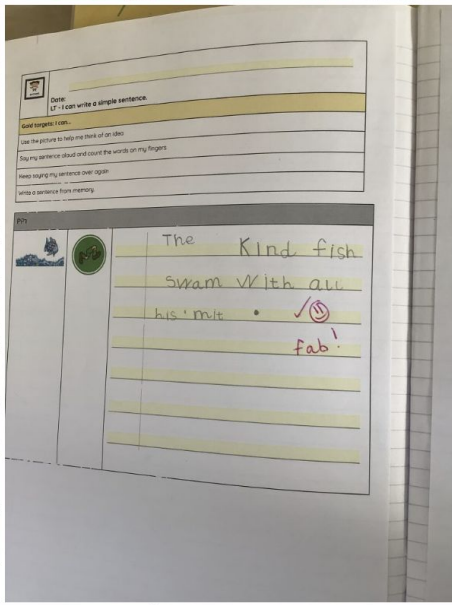 Date:
LT - I can write a simple sentence.
Gold targets: I can...
Use the picture to help me think of an idea
Say my sentence aloud and count the words on my fingers
Keep saying my sentence over again
Write a sentence from memory.
The Kind fish
swam with all
his mit .
fab!